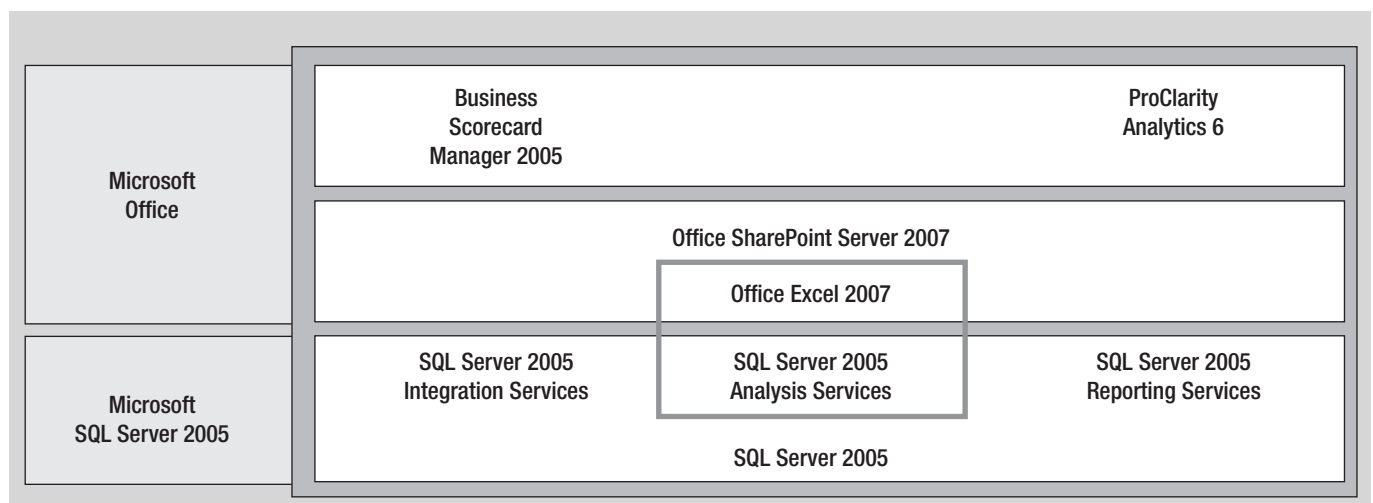 Microsoft
Office
Business
Scorecard
Manager 2005
ProClarity
Analytics 6
Office SharePoint Server 2007
Office Excel 2007
Microsoft
SQL Server 2005
SQL Server 2005
Integration Services
SQL Server 2005
Analysis Services
SQL Server 2005
Reporting Services
SQL Server 2005